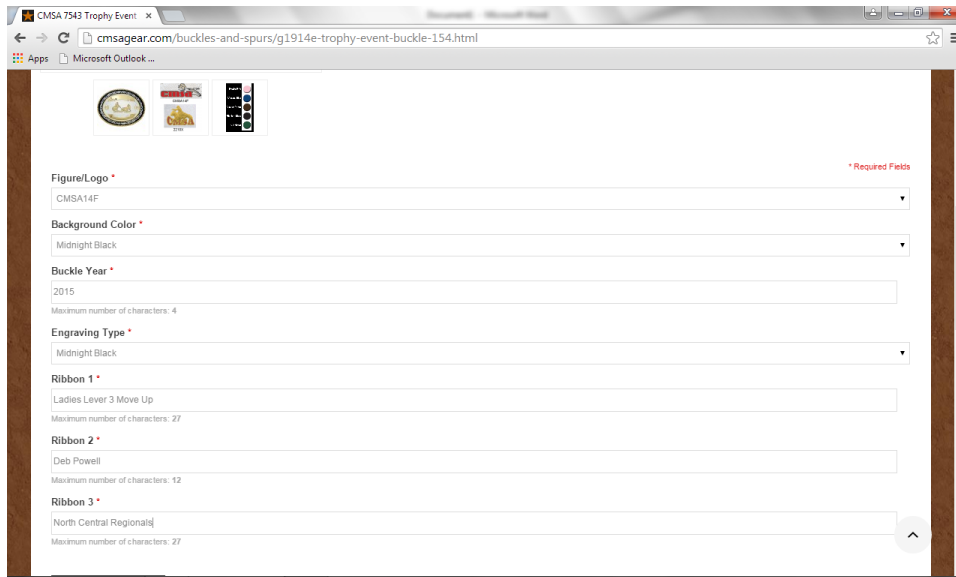 CMSA 7543 Trophy Event
cmsagear.com/buckles-and-spurs/g1914e-trophy-event-buckle-154.html
Apps Microsoft Outlook ...
cmsa
CMSA14F
CMSA
* Required Fields
Figure/Logo *
CMSA14F
Background Color *
Midnight Black
Buckle Year *
2015
Maximum number of characters: 4
Engraving Type *
Midnight Black
Ribbon 1 *
Ladies Lever 3 Move Up
Maximum number of characters: 27
Ribbon 2 *
Deb Powell
Maximum number of characters: 12
Ribbon 3 *
North Central Regionals
Maximum number of characters: 27